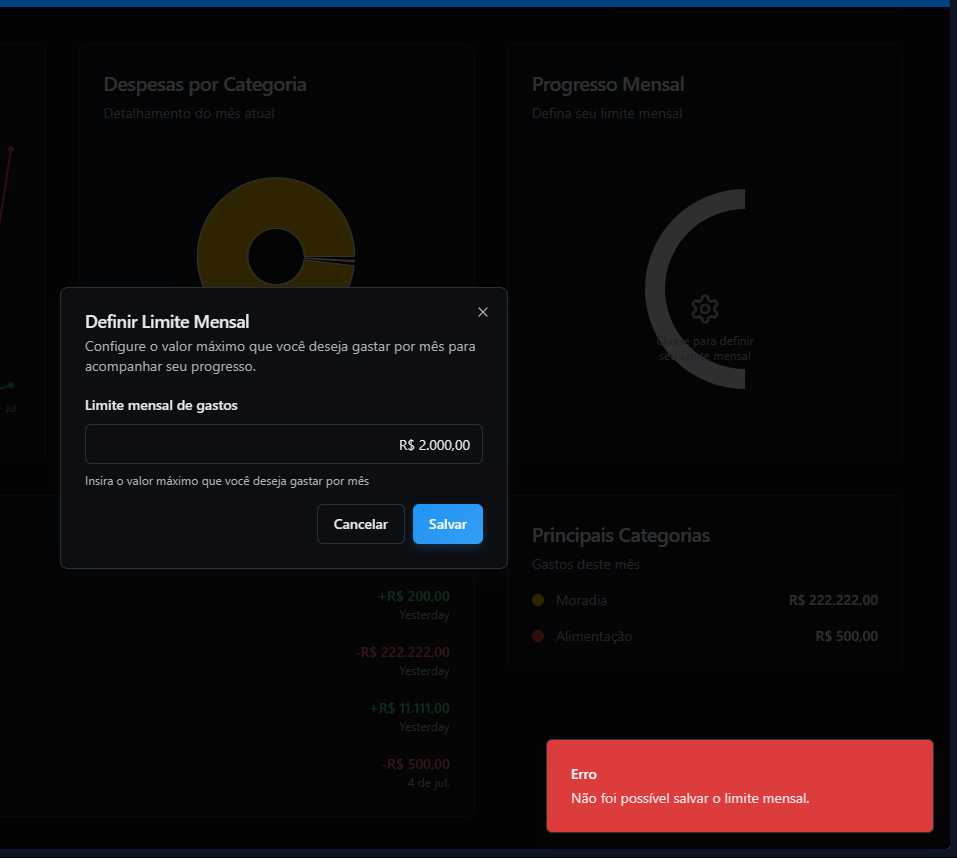 Despesas por Categoria
Detalhamento do mês atual
Progresso Mensal
Defina seu limite mensal
Clique para definir
seu limite mensal
Jul
Definir Limite Mensal
Configure o valor máximo que você deseja gastar por mês para
acompanhar seu progresso.
Limite mensal de gastos
R$ 2.000,00
Insira o valor máximo que você deseja gastar por mês
Cancelar
Salvar
+R$ 200,00
Yesterday
-R$ 222.222,00
Yesterday
+R$ 11.111,00
Yesterday
-R$ 500,00
4 de jul.
Principais Categorias
Gastos deste mês
Moradia R$ 222.222,00
Alimentação R$ 500,00
Erro
Não foi possível salvar o limite mensal.